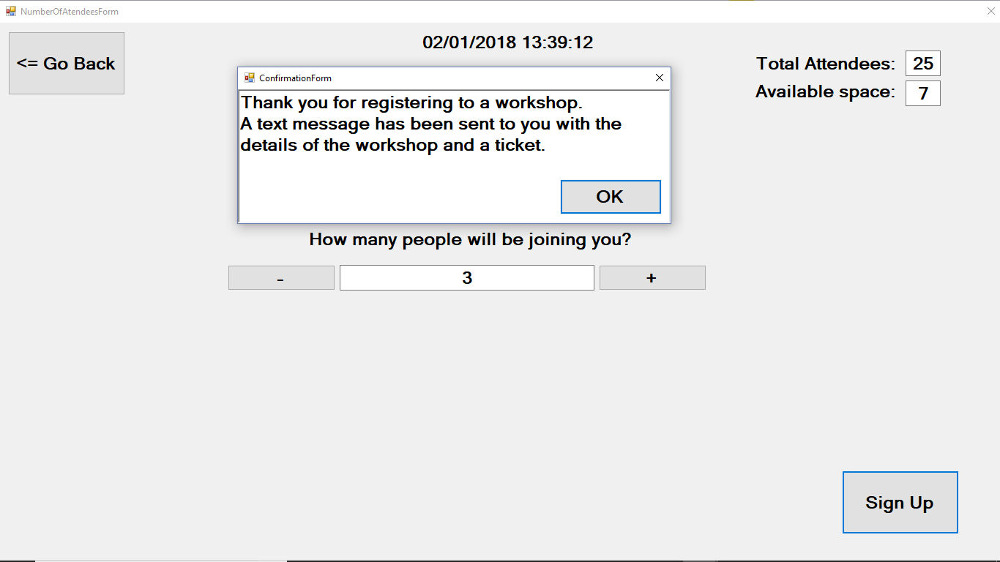 NumberOfAtendeesForm
<= Go Back
02/01/2018 13:39:12
Total Attendees: 25
Available space: 7
ConfirmationForm
Thank you for registering to a workshop.
A text message has been sent to you with the
details of the workshop and a ticket.
OK
How many people will be joining you?
- 3 +
Sign Up